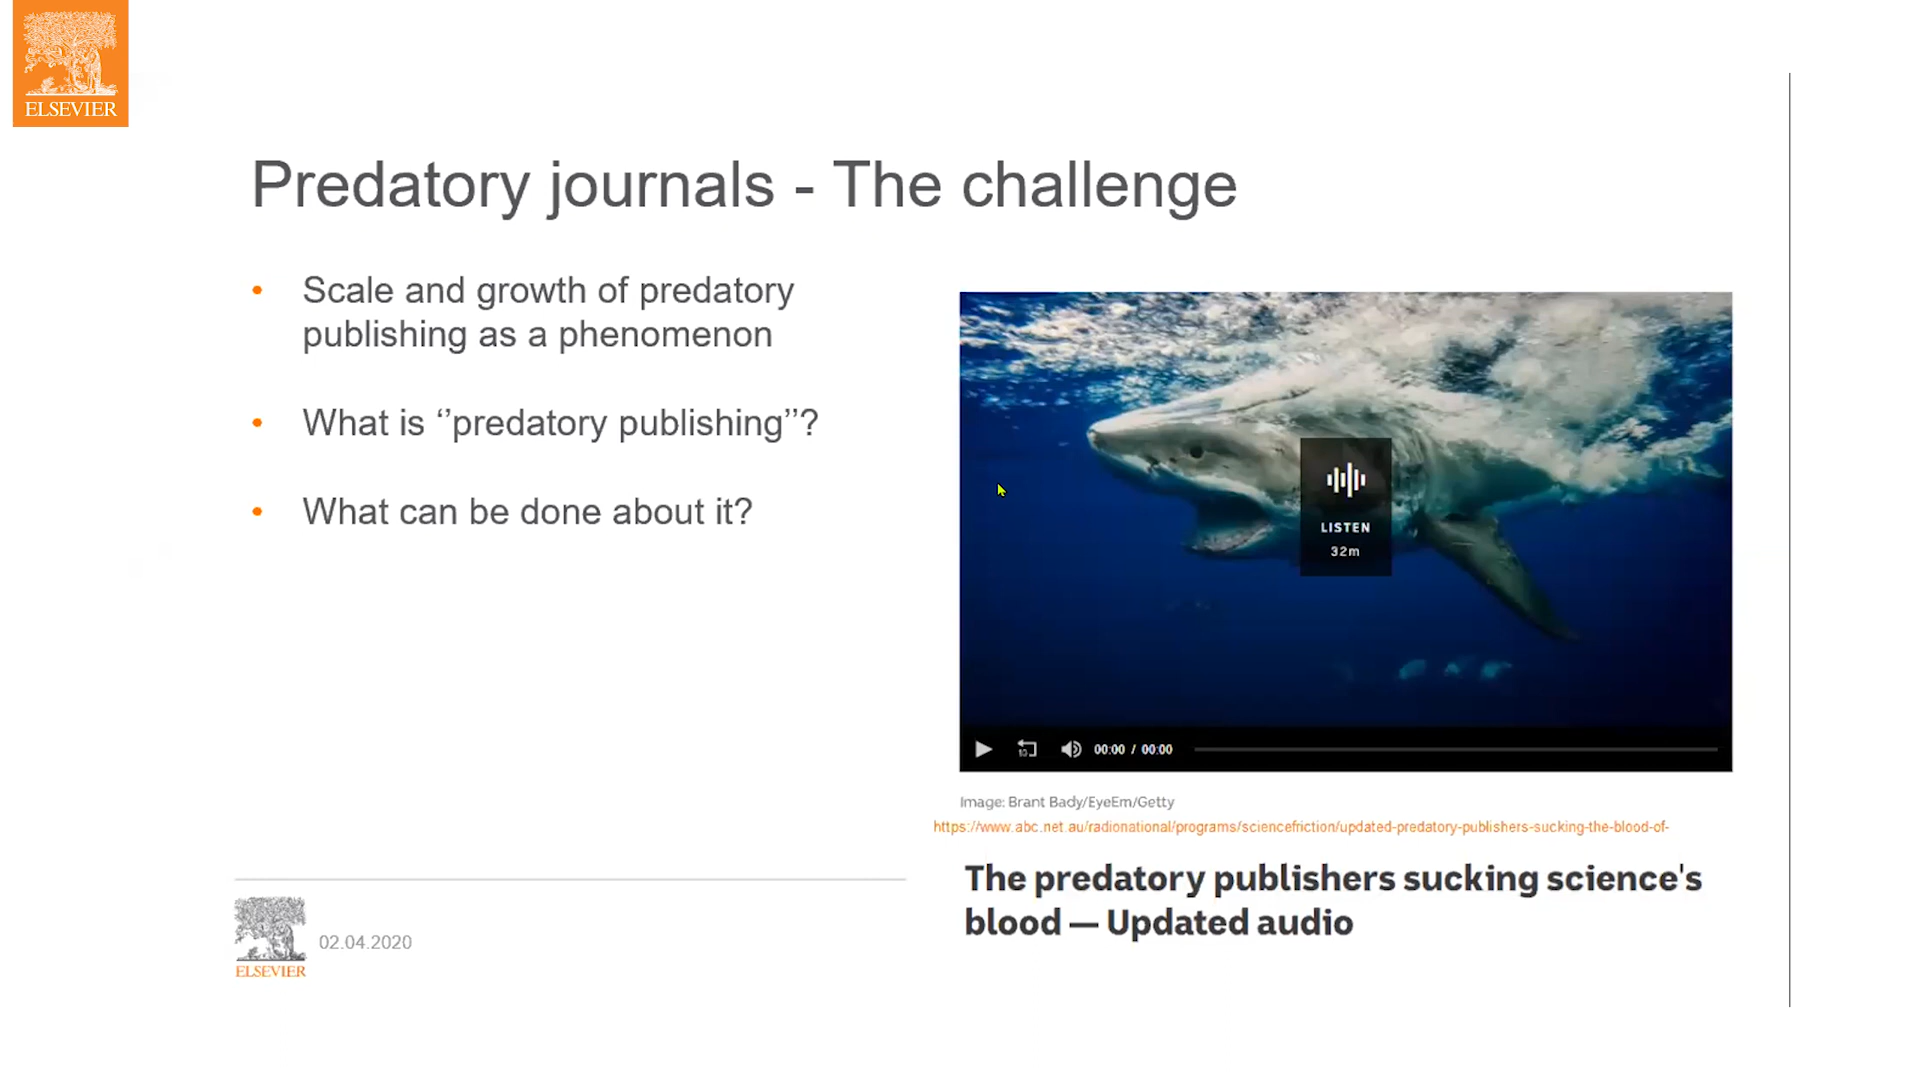 ELSEVIER
Predatory journals - The challenge
• Scale and growth of predatory
publishing as a phenomenon
• What is ‘’predatory publishing’’?
• What can be done about it?
LISTEN
32m
10
00:00 / 00:00
Image: Brant Bady/EyeEm/Getty
https://www.abc.net.au/radionational/programs/sciencefriction/updated-predatory-publishers-sucking-the-blood-of-
The predatory publishers sucking science's
blood — Updated audio
ELSEVIER
02.04.2020